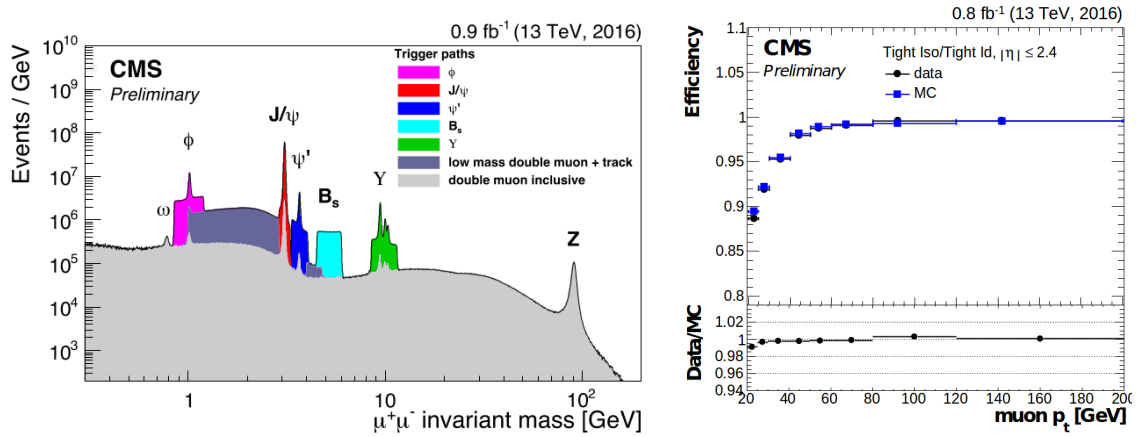 0.9 fb⁻¹ (13 TeV, 2016)
Events / GeV
10¹⁰
10⁹
10⁸
10⁷
10⁶
10⁵
10⁴
10³
CMS
Preliminary
Trigger paths
ϕ
J/ψ
ψ'
Bₛ
Υ
low mass double muon + track
double muon inclusive
ω
ϕ
J/ψ
ψ'
Bₛ
Υ
Z
1
10
10²
μ⁺μ⁻ invariant mass [GeV]
0.8 fb⁻¹ (13 TeV, 2016)
Efficiency
1.1
1.05
1
0.95
0.9
0.85
0.8
CMS
Preliminary
Tight Iso/Tight Id, |η| ≤ 2.4
data
MC
Data/MC
1.02
1
0.98
0.96
0.94
20 40 60 80 100 120 140 160 180 200
muon pₜ [GeV]